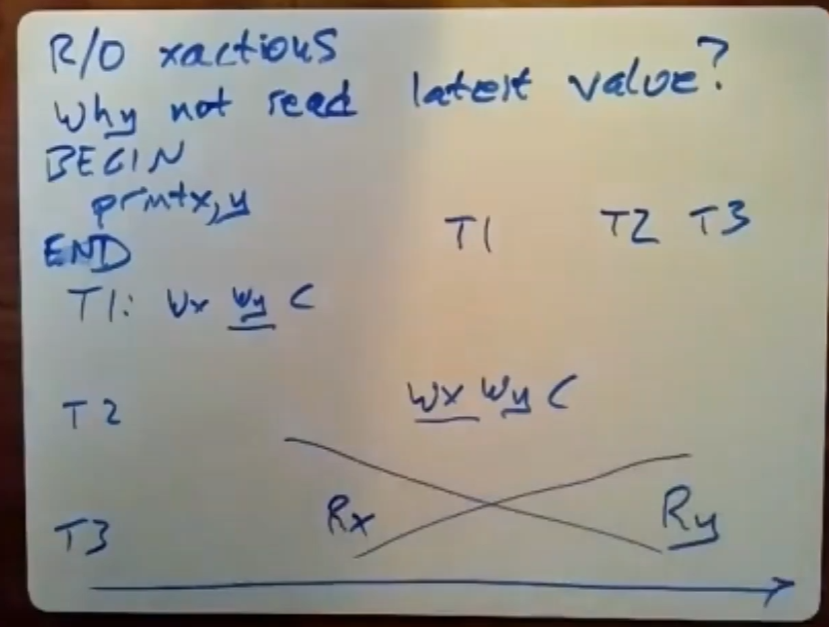 R/O xactions
Why not read latest value?
BEGIN
print x, y
END
T1 T2 T3
T1: Wx Wy C
T2 Wx Wy C
T3 Rx Ry